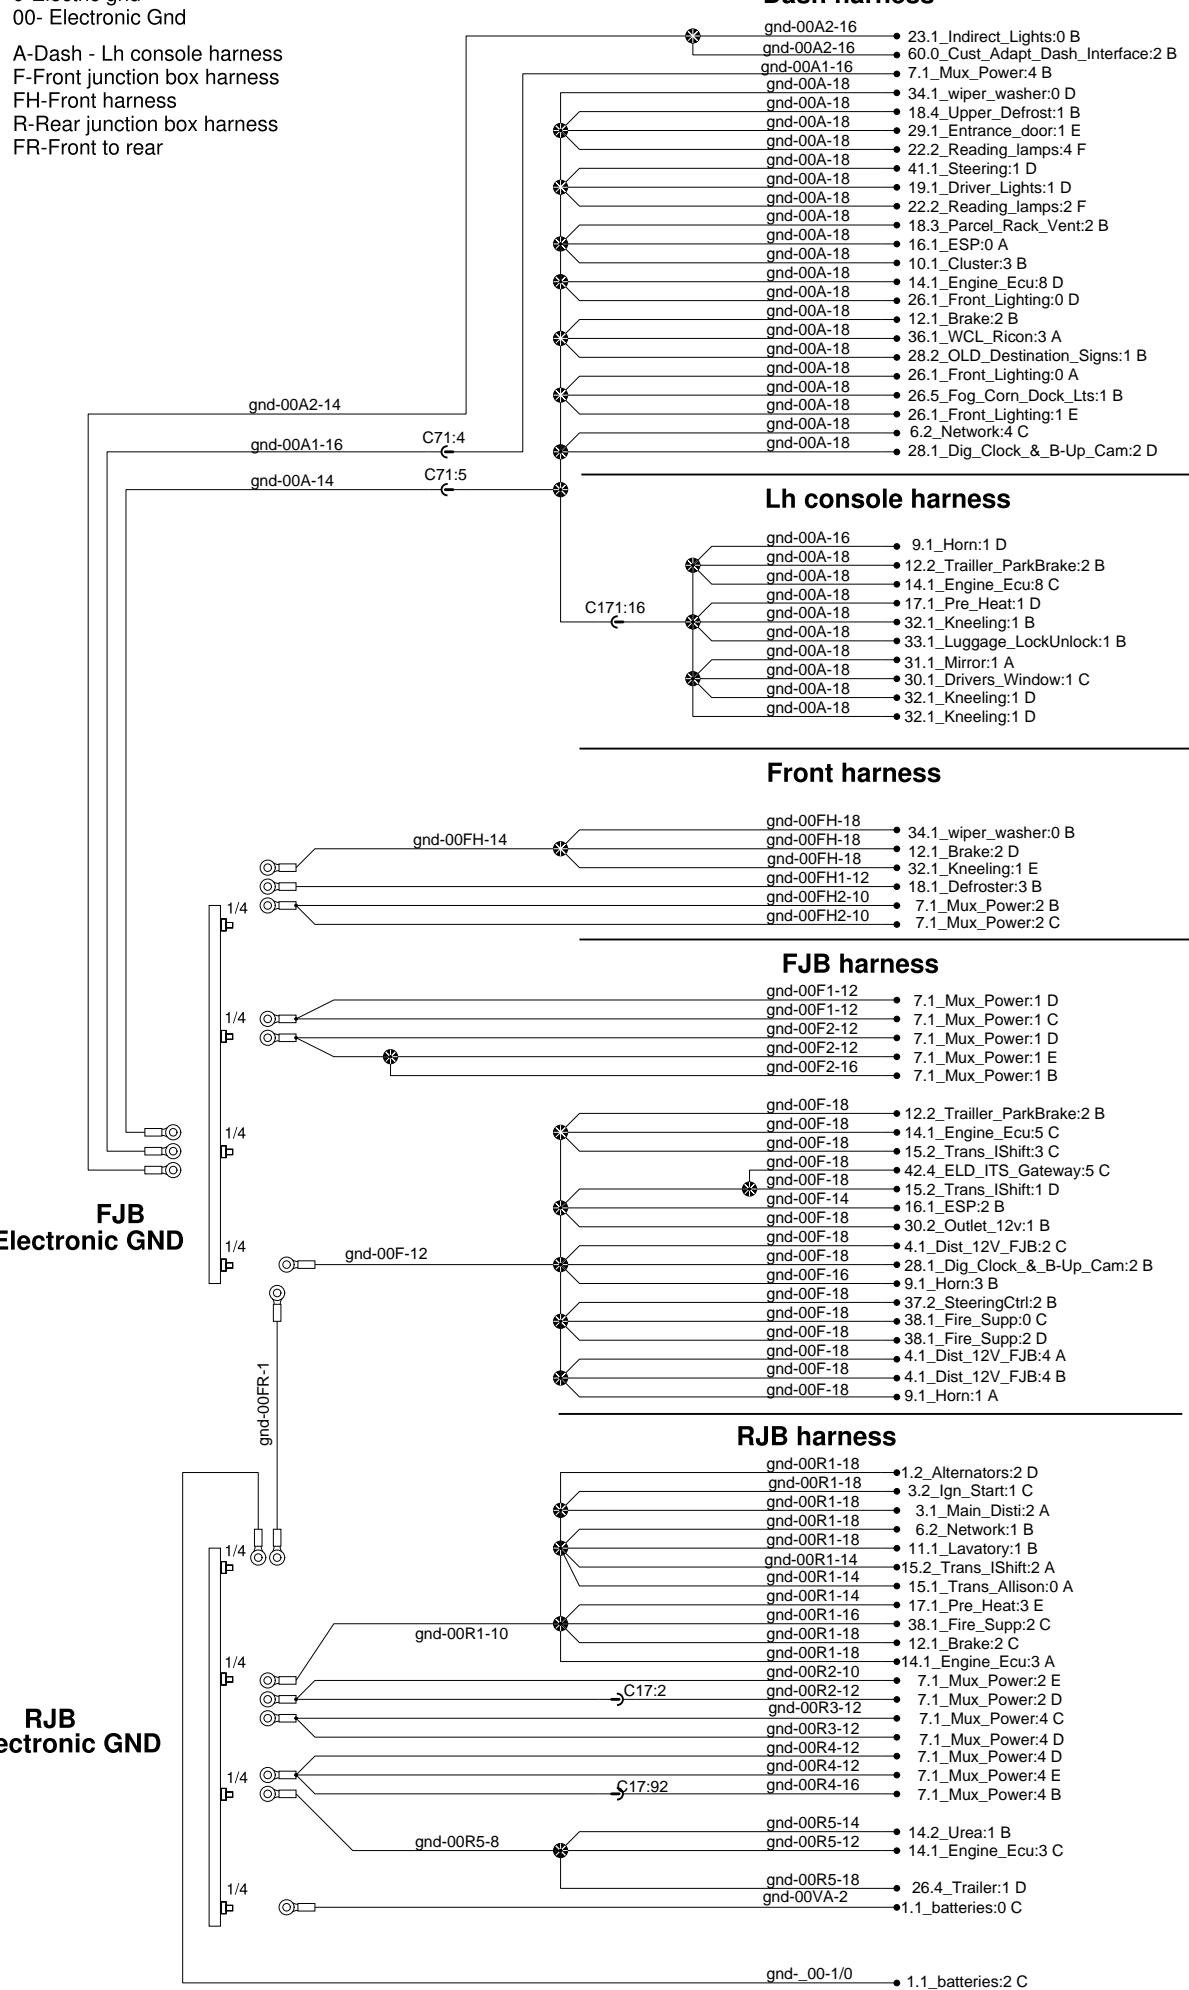 00- Electronic Gnd
A-Dash - Lh console harness
F-Front junction box harness
FH-Front harness
R-Rear junction box harness
FR-Front to rear
gnd-00A2-16 23.1_Indirect_Lights:0 B
gnd-00A2-16 60.0_Cust_Adapt_Dash_Interface:2 B
gnd-00A1-16 7.1_Mux_Power:4 B
gnd-00A-18 34.1_wiper_washer:0 D
gnd-00A-18 18.4_Upper_Defrost:1 B
gnd-00A-18 29.1_Entrance_door:1 E
gnd-00A-18 22.2_Reading_lamps:4 F
gnd-00A-18 41.1_Steering:1 D
gnd-00A-18 19.1_Driver_Lights:1 D
gnd-00A-18 22.2_Reading_lamps:2 F
gnd-00A-18 18.3_Parcel_Rack_Vent:2 B
gnd-00A-18 16.1_ESP:0 A
gnd-00A-18 10.1_Cluster:3 B
gnd-00A-18 14.1_Engine_Ecu:8 D
gnd-00A-18 26.1_Front_Lighting:0 D
gnd-00A-18 12.1_Brake:2 B
gnd-00A-18 36.1_WCL_Ricon:3 A
gnd-00A-18 28.2_OLD_Destination_Signs:1 B
gnd-00A-18 26.1_Front_Lighting:0 A
gnd-00A-18 26.5_Fog_Corn_Dock_Lts:1 B
gnd-00A2-14
gnd-00A-18 26.1_Front_Lighting:1 E
gnd-00A-18 6.2_Network:4 C
gnd-00A1-16 C71:4
gnd-00A-18 28.1_Dig_Clock_&_B-Up_Cam:2 D
gnd-00A-14 C71:5
Lh console harness
gnd-00A-16 9.1_Horn:1 D
gnd-00A-18 12.2_Trailler_ParkBrake:2 B
gnd-00A-18 14.1_Engine_Ecu:8 C
gnd-00A-18 17.1_Pre_Heat:1 D
C171:16 gnd-00A-18 32.1_Kneeling:1 B
gnd-00A-18 33.1_Luggage_LockUnlock:1 B
gnd-00A-18 31.1_Mirror:1 A
gnd-00A-18 30.1_Drivers_Window:1 C
gnd-00A-18 32.1_Kneeling:1 D
gnd-00A-18 32.1_Kneeling:1 D
Front harness
gnd-00FH-18 34.1_wiper_washer:0 B
gnd-00FH-14 gnd-00FH-18 12.1_Brake:2 D
gnd-00FH-18 32.1_Kneeling:1 E
gnd-00FH1-12 18.1_Defroster:3 B
1/4 gnd-00FH2-10 7.1_Mux_Power:2 B
gnd-00FH2-10 7.1_Mux_Power:2 C
FJB harness
gnd-00F1-12 7.1_Mux_Power:1 D
1/4 gnd-00F1-12 7.1_Mux_Power:1 C
gnd-00F2-12 7.1_Mux_Power:1 D
gnd-00F2-12 7.1_Mux_Power:1 E
gnd-00F2-16 7.1_Mux_Power:1 B
gnd-00F-18 12.2_Trailler_ParkBrake:2 B
1/4 gnd-00F-18 14.1_Engine_Ecu:5 C
gnd-00F-18 15.2_Trans_IShift:3 C
gnd-00F-18 42.4_ELD_ITS_Gateway:5 C
gnd-00F-18 15.2_Trans_IShift:1 D
gnd-00F-14 16.1_ESP:2 B
gnd-00F-18 30.2_Outlet_12v:1 B
FJB
Electronic GND
1/4 gnd-00F-18 4.1_Dist_12V_FJB:2 C
gnd-00F-12 gnd-00F-18 28.1_Dig_Clock_&_B-Up_Cam:2 B
gnd-00F-16 9.1_Horn:3 B
gnd-00F-18 37.2_SteeringCtrl:2 B
gnd-00F-18 38.1_Fire_Supp:0 C
gnd-00F-18 38.1_Fire_Supp:2 D
gnd-00F-18 4.1_Dist_12V_FJB:4 A
gnd-00F-18 4.1_Dist_12V_FJB:4 B
gnd-00F-18 9.1_Horn:1 A
gnd-00FR-1
RJB harness
gnd-00R1-18 1.2_Alternators:2 D
gnd-00R1-18 3.2_Ign_Start:1 C
gnd-00R1-18 3.1_Main_Disti:2 A
gnd-00R1-18 6.2_Network:1 B
1/4 gnd-00R1-18 11.1_Lavatory:1 B
gnd-00R1-14 15.2_Trans_IShift:2 A
gnd-00R1-14 15.1_Trans_Allison:0 A
gnd-00R1-14 17.1_Pre_Heat:3 E
gnd-00R1-16 38.1_Fire_Supp:2 C
gnd-00R1-10 gnd-00R1-18 12.1_Brake:2 C
1/4 gnd-00R1-18 14.1_Engine_Ecu:3 A
gnd-00R2-10 7.1_Mux_Power:2 E
C17:2 gnd-00R2-12 7.1_Mux_Power:2 D
gnd-00R3-12 7.1_Mux_Power:4 C
gnd-00R3-12 7.1_Mux_Power:4 D
RJB
gnd-00R4-12 7.1_Mux_Power:4 D
1/4 gnd-00R4-12 7.1_Mux_Power:4 E
C17:92 gnd-00R4-16 7.1_Mux_Power:4 B
gnd-00R5-14 14.2_Urea:1 B
gnd-00R5-8 gnd-00R5-12 14.1_Engine_Ecu:3 C
gnd-00R5-18 26.4_Trailer:1 D
1/4 gnd-00VA-2 1.1_batteries:0 C
gnd-_00-1/0 1.1_batteries:2 C